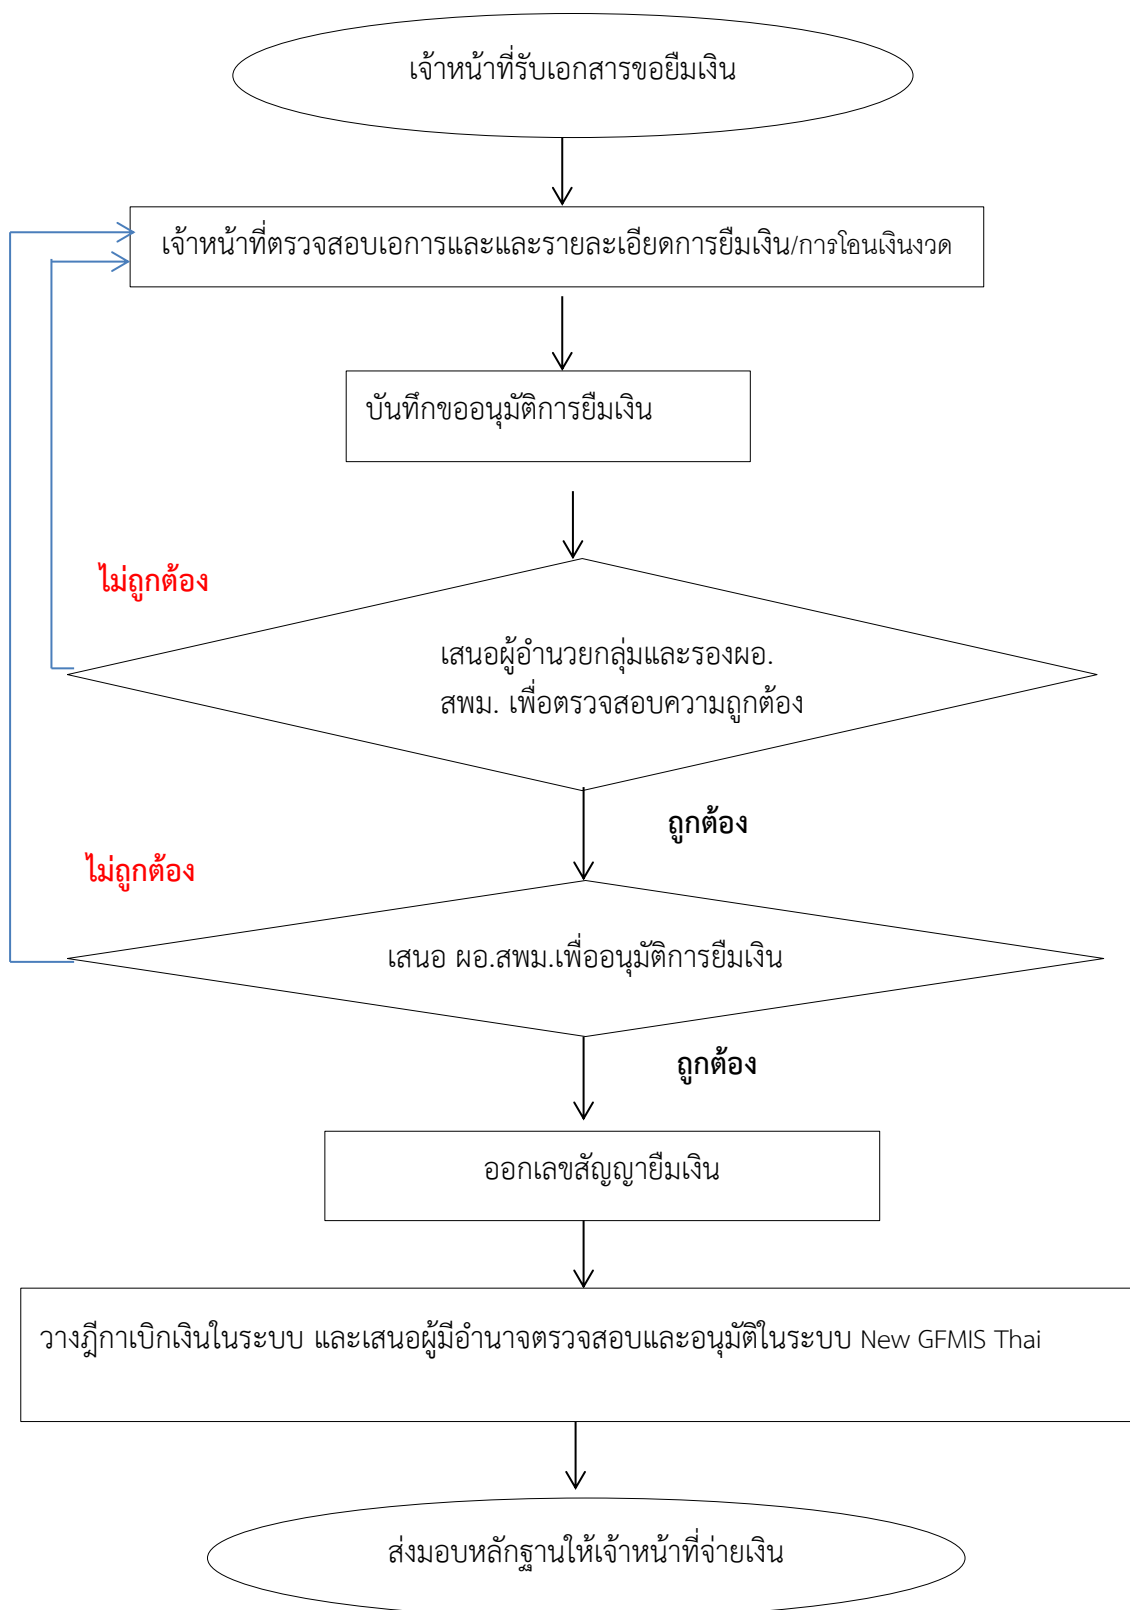 เจ้าหน้าที่รับเอกสารขอยืมเงิน
เจ้าหน้าที่ตรวจสอบเอการและและรายละเอียดการยืมเงิน/การโอนเงินงวด
บันทึกขออนุมัติการยืมเงิน
ไม่ถูกต้อง
เสนอผู้อำนวยกลุ่มและรองผอ.
สพม. เพื่อตรวจสอบความถูกต้อง
ถูกต้อง
ไม่ถูกต้อง
เสนอ ผอ.สพม.เพื่ออนุมัติการยืมเงิน
ถูกต้อง
ออกเลขสัญญายืมเงิน
วางฎีกาเบิกเงินในระบบ และเสนอผู้มีอำนาจตรวจสอบและอนุมัติในระบบ New GFMIS Thai
ส่งมอบหลักฐานให้เจ้าหน้าที่จ่ายเงิน